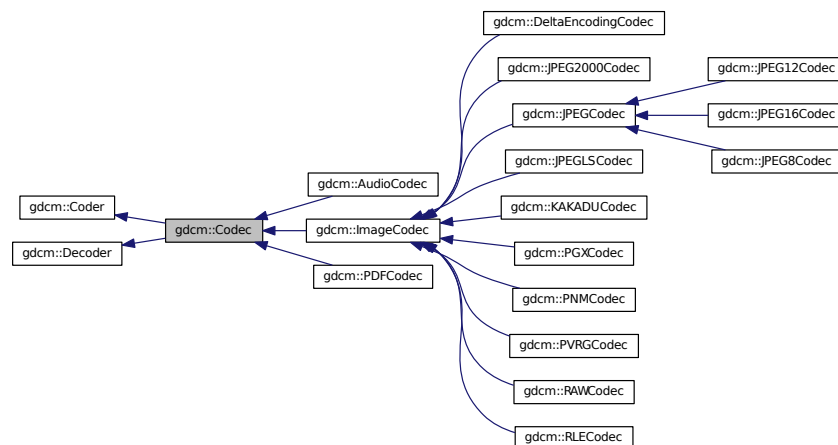 gdcm::DeltaEncodingCodec
gdcm::JPEG2000Codec
gdcm::JPEG12Codec
gdcm::JPEGCodec
gdcm::JPEG16Codec
gdcm::JPEGLSCodec
gdcm::JPEG8Codec
gdcm::AudioCodec
gdcm::Coder
gdcm::KAKADUCodec
gdcm::Codec
gdcm::ImageCodec
gdcm::Decoder
gdcm::PGXCodec
gdcm::PDFCodec
gdcm::PNMCodec
gdcm::PVRGCodec
gdcm::RAWCodec
gdcm::RLECodec